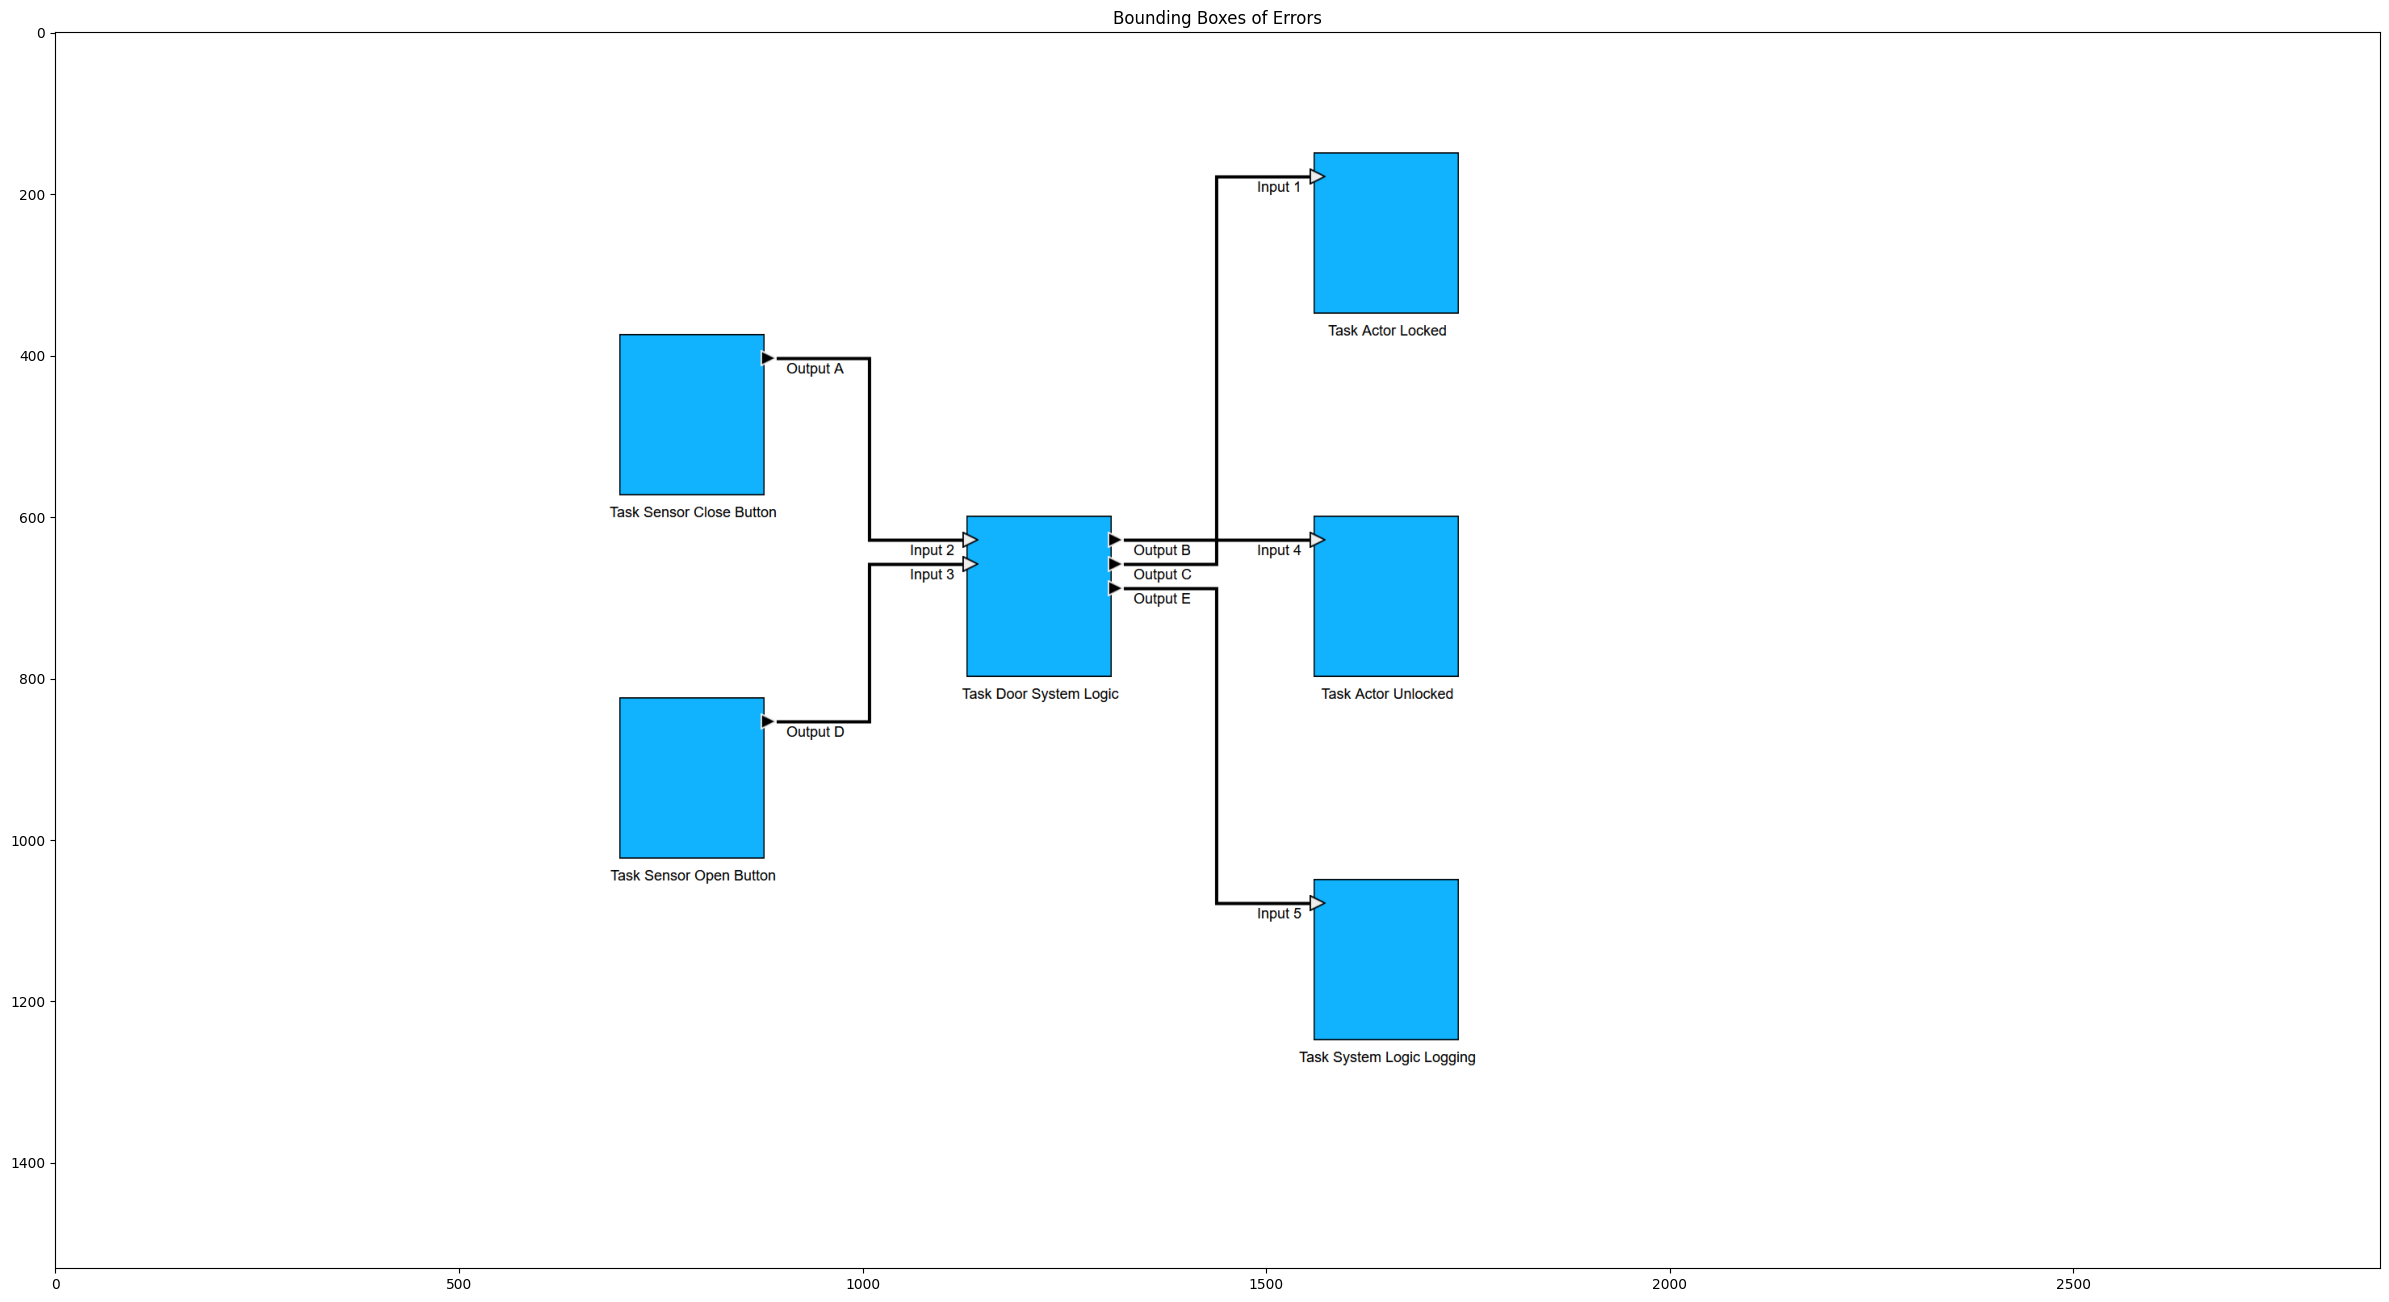 Bounding Boxes of Errors
0
200
400
600
800
1000
1200
1400
Input 1
Task Actor Locked
Output A
Task Sensor Close Button
Input 2
Input 3
Output B
Output C
Output E
Input 4
Task Door System Logic
Task Actor Unlocked
Output D
Task Sensor Open Button
Input 5
Task System Logic Logging
0
500
1000
1500
2000
2500